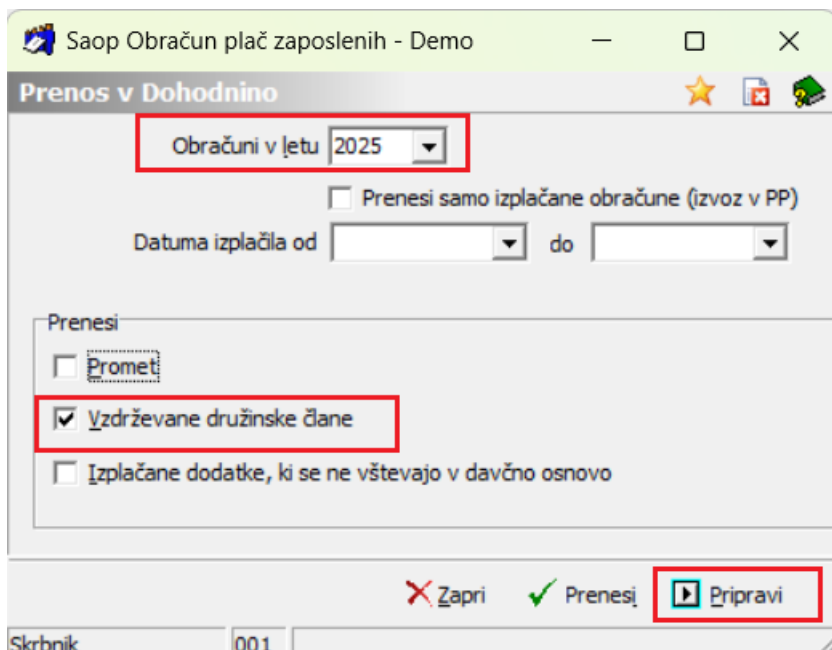 Saop Obračun plač zaposlenih - Demo
Prenos v Dohodnino
Obračuni v letu 2025
Prenesi samo izplačane obračune (izvoz v PP)
Datuma izplačila od do
Prenesi
Promet
Vzdrževane družinske člane
Izplačane dodatke, ki se ne vštevajo v davčno osnovo
Zapri Prenesi Pripravi
Skrbnik 001